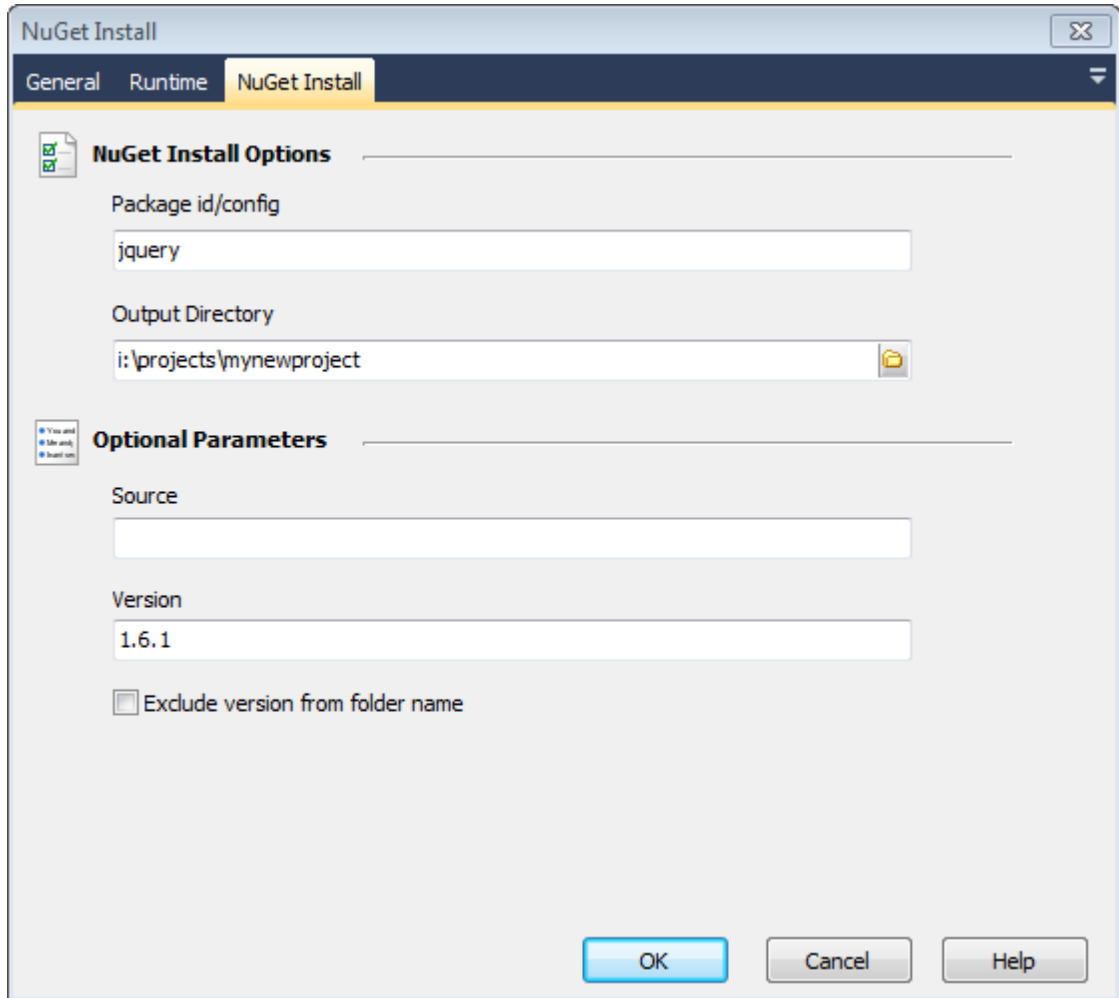 NuGet Install
General Runtime NuGet Install
NuGet Install Options
Package id/config
jquery
Output Directory
i:\projects\mynewproject
Optional Parameters
Source
Version
1.6.1
Exclude version from folder name
OK Cancel Help